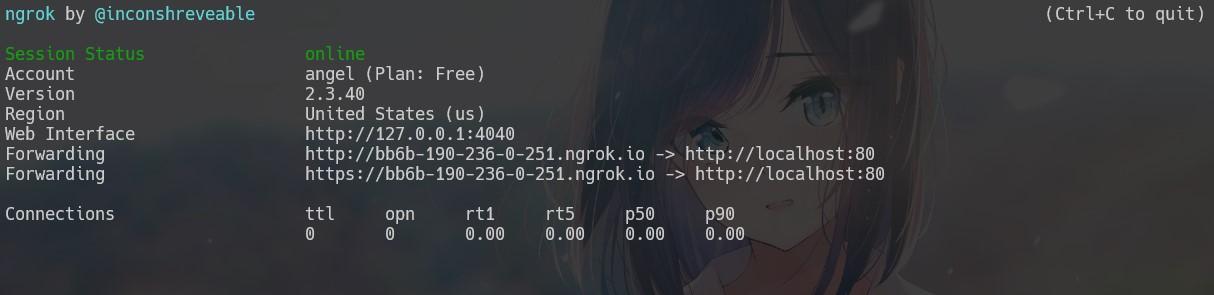 ngrok by @inconshreveable (Ctrl+C to quit)
Session Status online
Account angel (Plan: Free)
Version 2.3.40
Region United States (us)
Web Interface http://127.0.0.1:4040
Forwarding http://bb6b-190-236-0-251.ngrok.io -> http://localhost:80
Forwarding https://bb6b-190-236-0-251.ngrok.io -> http://localhost:80
Connections ttl opn rt1 rt5 p50 p90
0 0 0.00 0.00 0.00 0.00